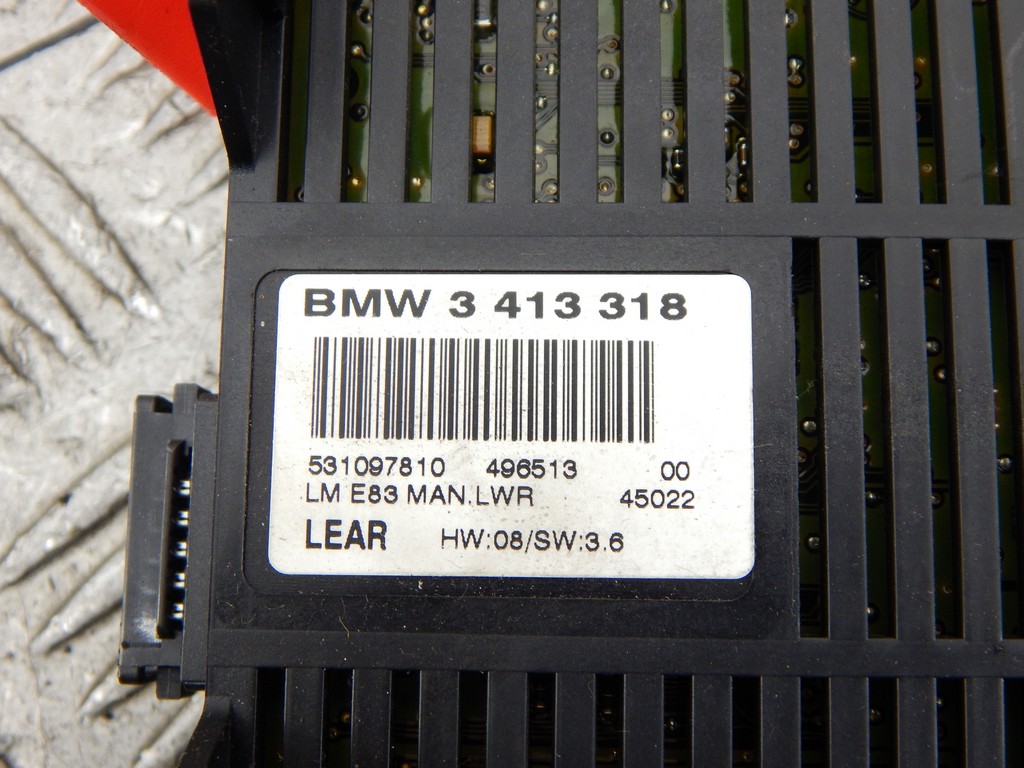 BMW 3 413 318
531097810 496513 00
LM E83 MAN.LWR 45022
LEAR HW:08/SW:3.6